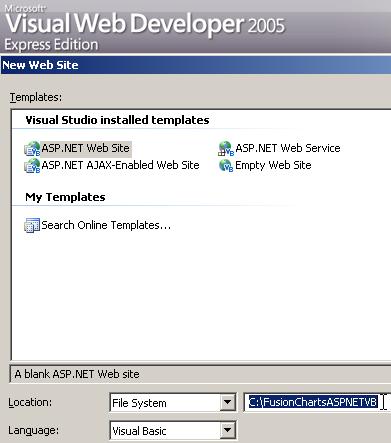 Microsoft
Visual Web Developer 2005
Express Edition
New Web Site
Templates:
Visual Studio installed templates
ASP.NET Web Site
ASP.NET Web Service
ASP.NET AJAX-Enabled Web Site
Empty Web Site
My Templates
Search Online Templates...
A blank ASP.NET Web site
Location:
File System
C:\FusionChartsASPNETVB
Language:
Visual Basic